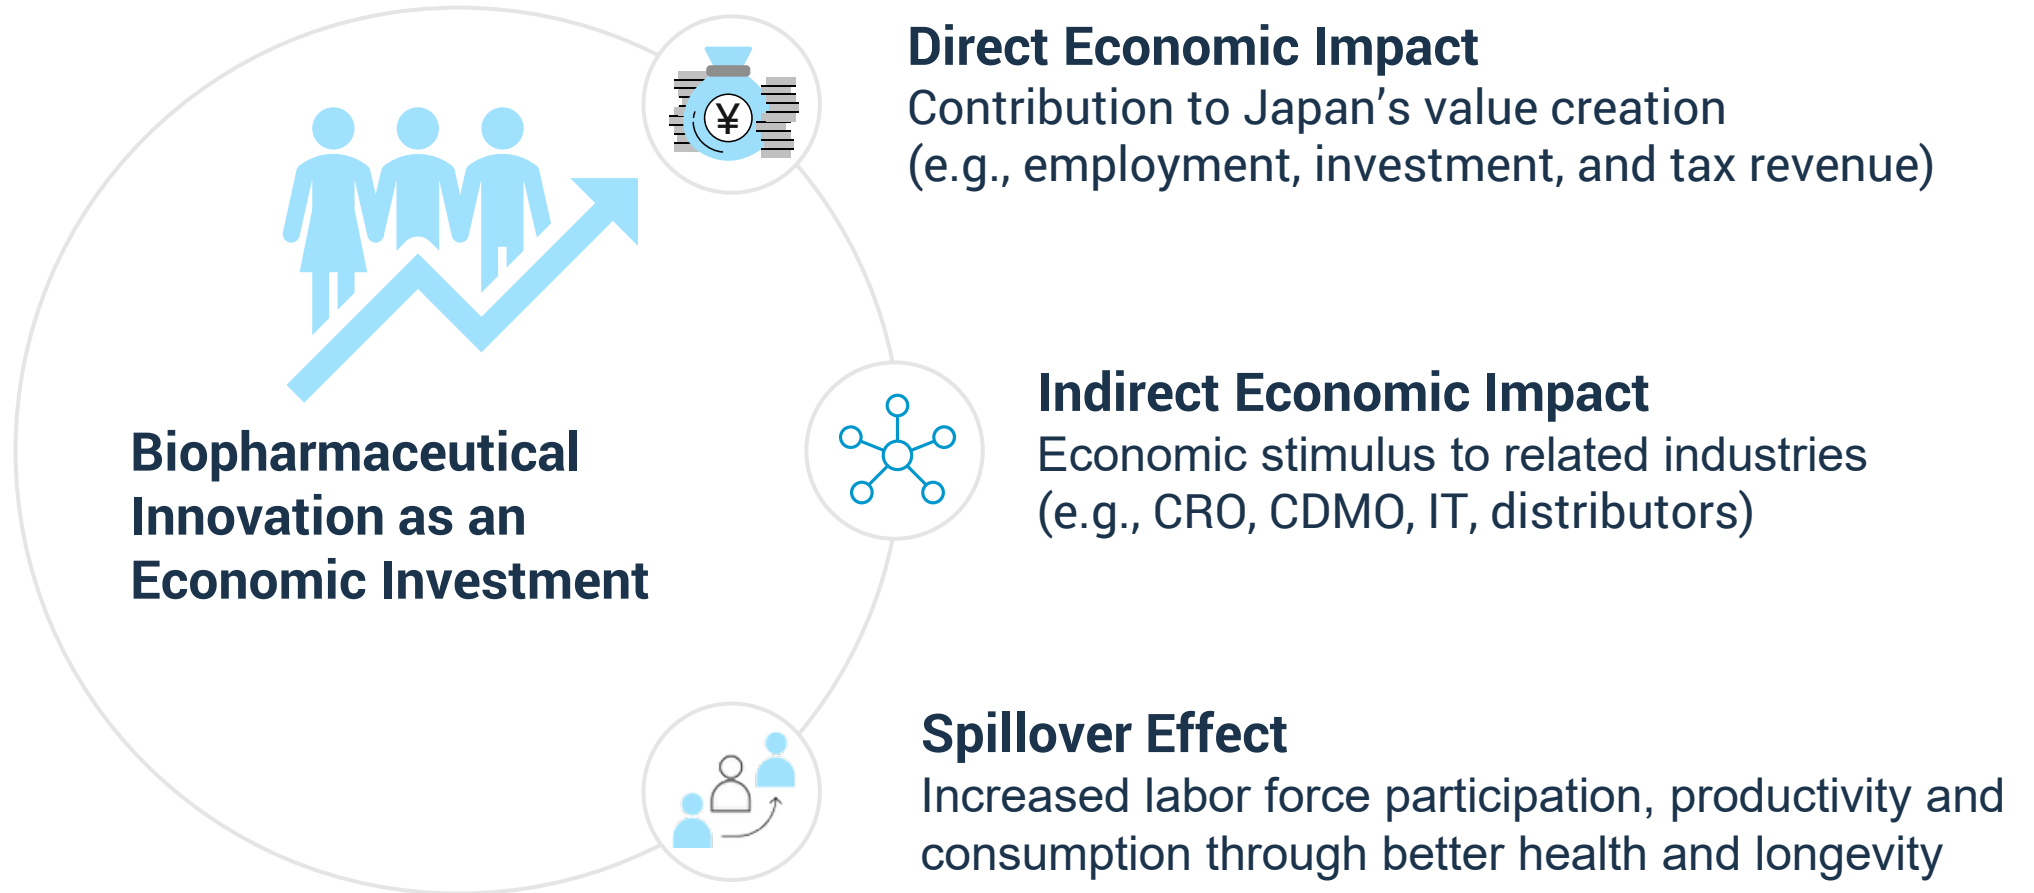 Biopharmaceutical
Innovation as an
Economic Investment
¥
Direct Economic Impact
Contribution to Japan’s value creation
(e.g., employment, investment, and tax revenue)
Indirect Economic Impact
Economic stimulus to related industries
(e.g., CRO, CDMO, IT, distributors)
Spillover Effect
Increased labor force participation, productivity and
consumption through better health and longevity